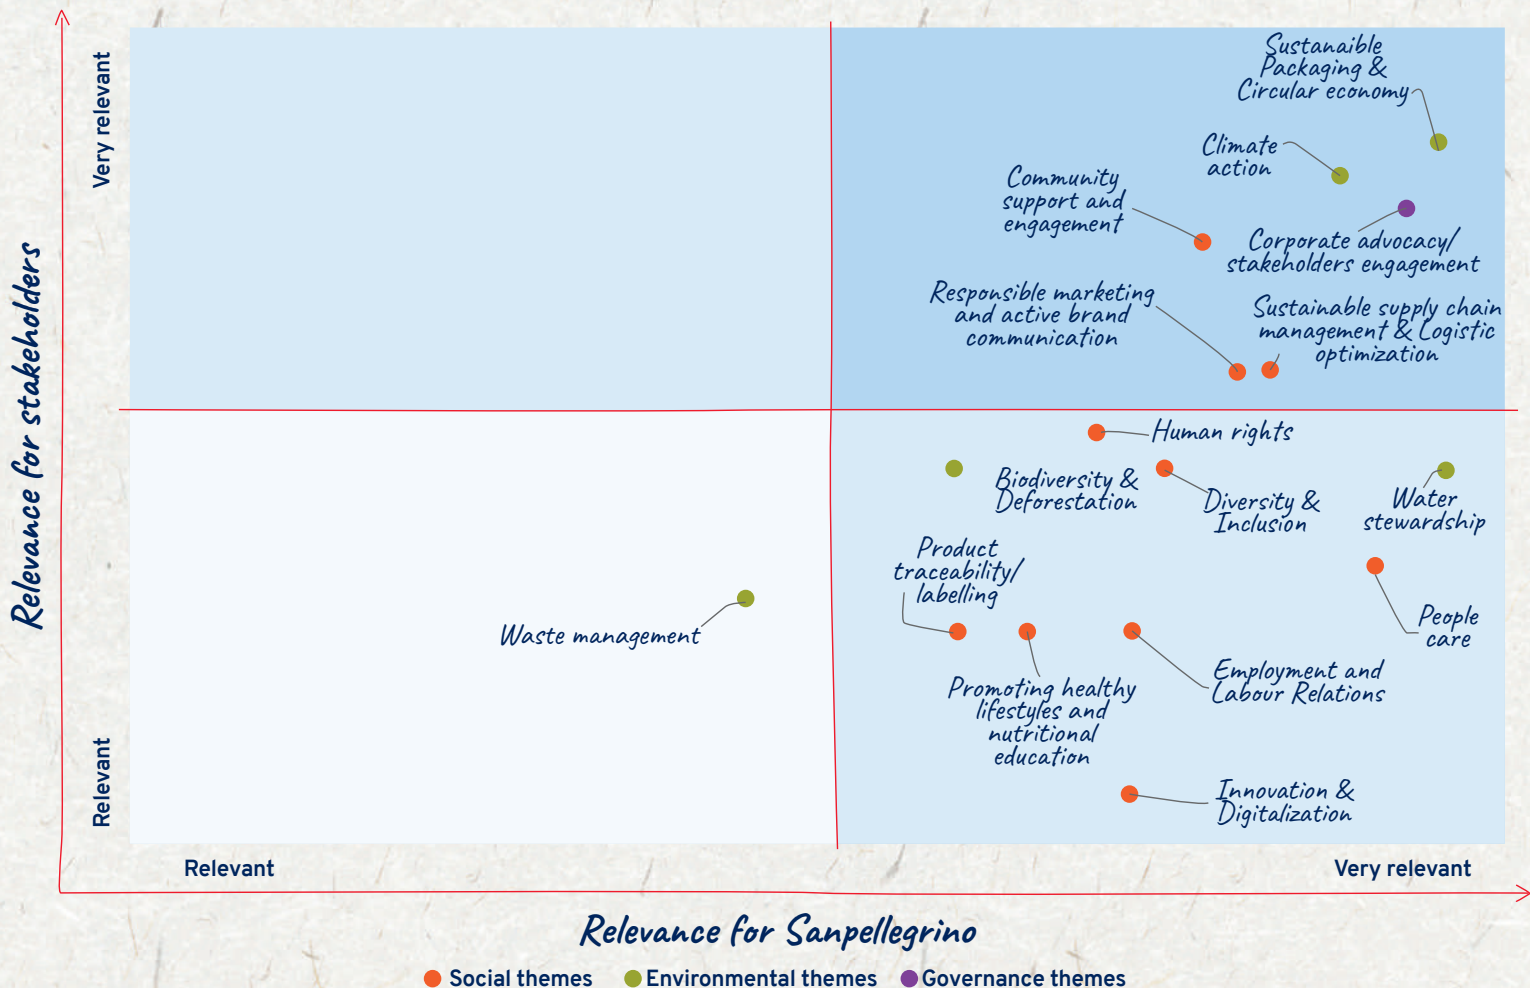 Very relevant
Relevance for stakeholders
Relevant
Sustanaible
Packaging &
Circular economy
Climate
action
Community
support and
engagement
Corporate advocacy/
stakeholders engagement
Responsible marketing
and active brand
communication
Sustainable supply chain
management & Logistic
optimization
Human rights
Biodiversity &
Deforestation
Diversity &
Inclusion
Water
stewardship
Product
traceability/
labelling
Waste management
People
care
Employment and
Labour Relations
Promoting healthy
lifestyles and
nutritional
education
Innovation &
Digitalization
Relevant
Very relevant
Relevance for Sanpellegrino
Social themes
Environmental themes
Governance themes